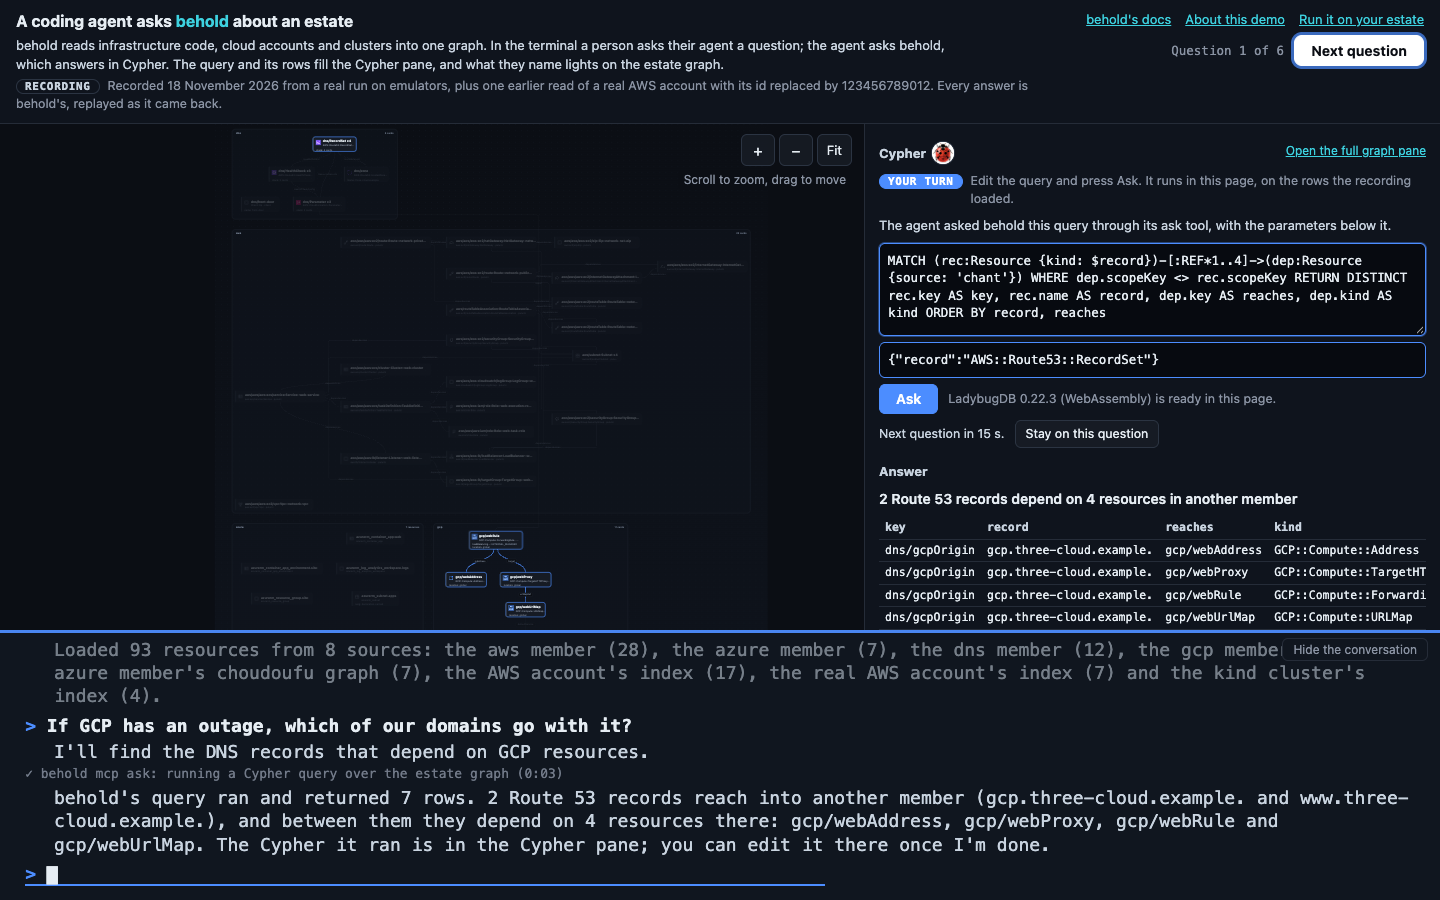 A coding agent asks behold about an estate
behold's docs About this demo Run it on your estate
behold reads infrastructure code, cloud accounts and clusters into one graph. In the terminal a person asks their agent a question; the agent asks behold,
which answers in Cypher. The query and its rows fill the Cypher pane, and what they name lights on the estate graph.
Question 1 of 6 Next question
RECORDING Recorded 18 November 2026 from a real run on emulators, plus one earlier read of a real AWS account with its id replaced by 123456789012. Every answer is
behold's, replayed as it came back.
+ − Fit
Scroll to zoom, drag to move
gcp/webRule
gcp/webAddress
gcp/webProxy
gcp/webUrlMap
Cypher
Open the full graph pane
YOUR TURN Edit the query and press Ask. It runs in this page, on the rows the recording
loaded.
The agent asked behold this query through its ask tool, with the parameters below it.
MATCH (rec:Resource {kind: $record})-[:REF*1..4]->(dep:Resource
{source: 'chant'}) WHERE dep.scopeKey <> rec.scopeKey RETURN DISTINCT
rec.key AS key, rec.name AS record, dep.key AS reaches, dep.kind AS
kind ORDER BY record, reaches
{"record":"AWS::Route53::RecordSet"}
Ask LadybugDB 0.22.3 (WebAssembly) is ready in this page.
Next question in 15 s. Stay on this question
Answer
2 Route 53 records depend on 4 resources in another member
key record reaches kind
dns/gcpOrigin gcp.three-cloud.example. gcp/webAddress GCP::Compute::Address
dns/gcpOrigin gcp.three-cloud.example. gcp/webProxy GCP::Compute::TargetHT
dns/gcpOrigin gcp.three-cloud.example. gcp/webRule GCP::Compute::Forwardi
dns/gcpOrigin gcp.three-cloud.example. gcp/webUrlMap GCP::Compute::URLMap
Loaded 93 resources from 8 sources: the aws member (28), the azure member (7), the dns member (12), the gcp membe
Hide the conversation
azure member's choudoufu graph (7), the AWS account's index (17), the real AWS account's index (7) and the kind cluster's
index (4).
> If GCP has an outage, which of our domains go with it?
I'll find the DNS records that depend on GCP resources.
✓ behold mcp ask: running a Cypher query over the estate graph (0:03)
behold's query ran and returned 7 rows. 2 Route 53 records reach into another member (gcp.three-cloud.example. and www.three-
cloud.example.), and between them they depend on 4 resources there: gcp/webAddress, gcp/webProxy, gcp/webRule and
gcp/webUrlMap. The Cypher it ran is in the Cypher pane; you can edit it there once I'm done.
>